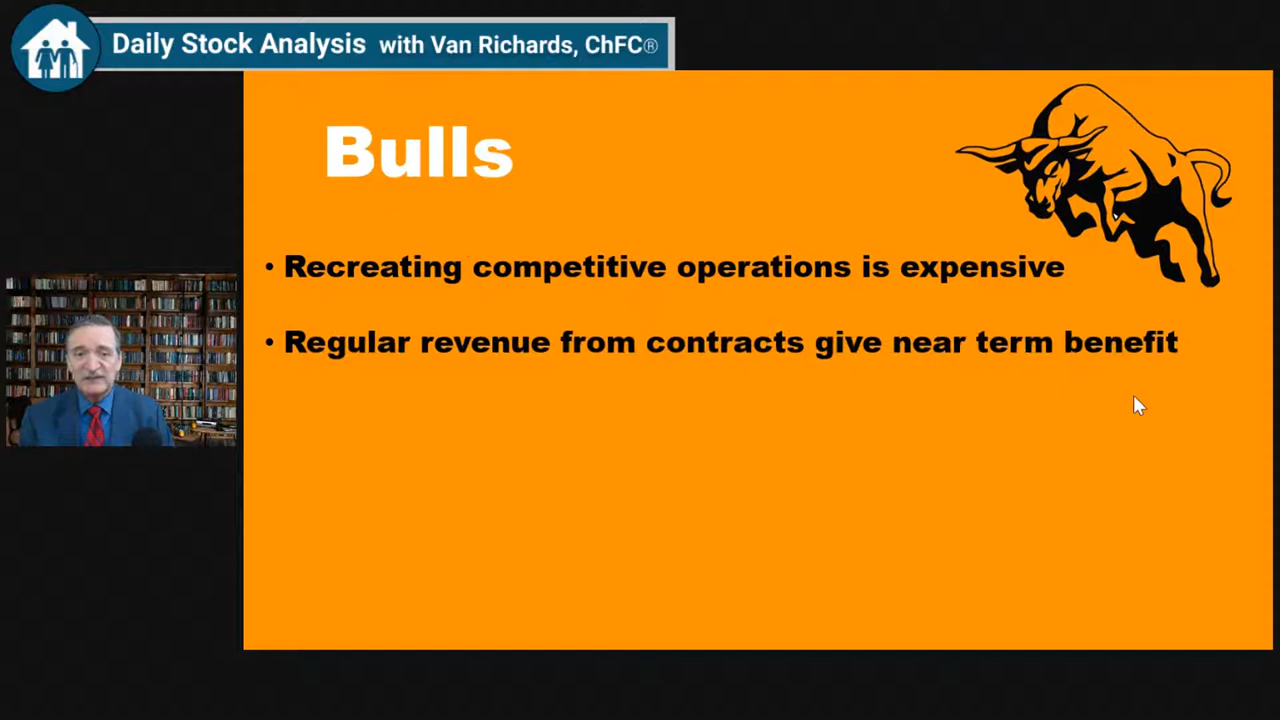 Daily Stock Analysis with Van Richards, ChFC®
Bulls
• Recreating competitive operations is expensive
• Regular revenue from contracts give near term benefit